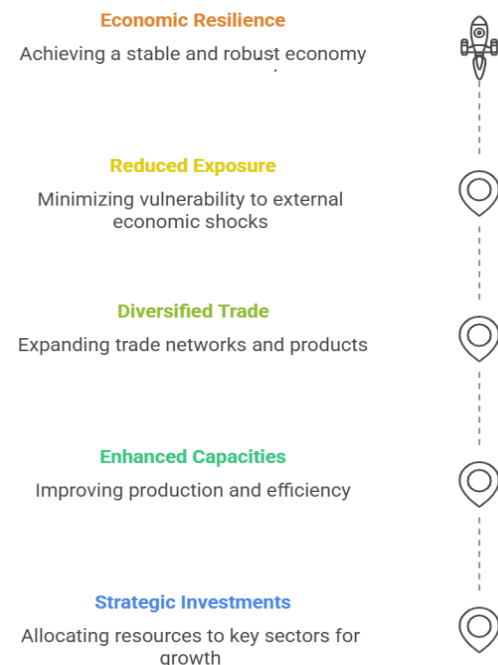 Economic Resilience
Achieving a stable and robust economy
Reduced Exposure
Minimizing vulnerability to external
economic shocks
Diversified Trade
Expanding trade networks and products
Enhanced Capacities
Improving production and efficiency
Strategic Investments
Allocating resources to key sectors for
growth